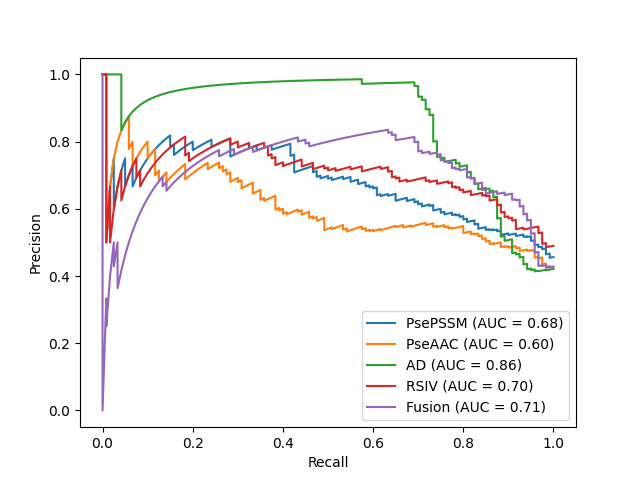 1.0
0.8
0.6
0.4
0.2
0.0
Precision
0.0 0.2 0.4 0.6 0.8 1.0
Recall
PsePSSM (AUC = 0.68)
PseAAC (AUC = 0.60)
AD (AUC = 0.86)
RSIV (AUC = 0.70)
Fusion (AUC = 0.71)